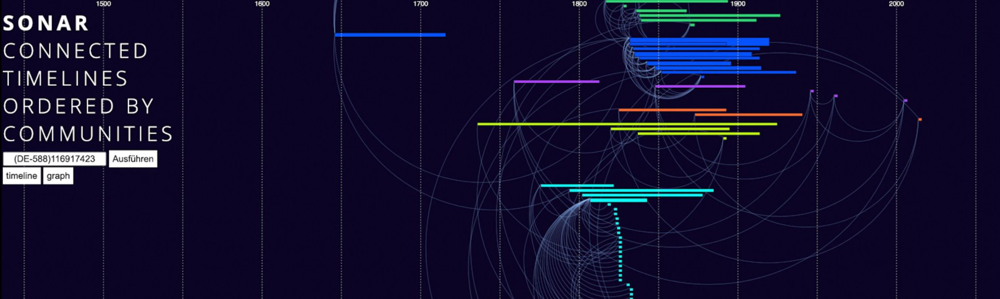 1500 1600 1700 1800 1900 2000
SONAR
CONNECTED
TIMELINES
ORDERED BY
COMMUNITIES
(DE-588)116917423 Ausführen
timeline graph